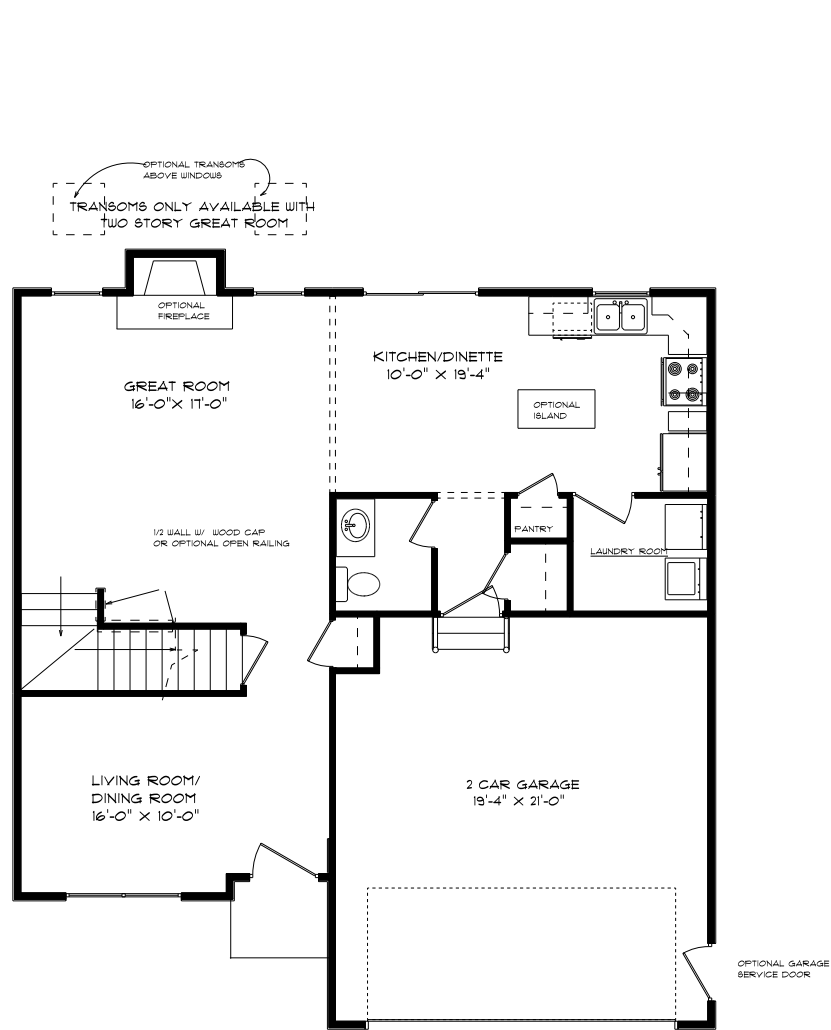 OPTIONAL TRANSOMS
ABOVE WINDOWS
TRANSOMS ONLY AVAILABLE WITH
TWO STORY GREAT ROOM
OPTIONAL
FIREPLACE
KITCHEN/DINETTE
10'-0" X 19'-4"
GREAT ROOM
16'-0"X 17'-0"
OPTIONAL
ISLAND
1/2 WALL W/ WOOD CAP
OR OPTIONAL OPEN RAILING
PANTRY
LAUNDRY ROOM
LIVING ROOM/
DINING ROOM
16'-0" X 10'-0"
2 CAR GARAGE
19'-4" X 21'-0"
OPTIONAL GARAGE
SERVICE DOOR